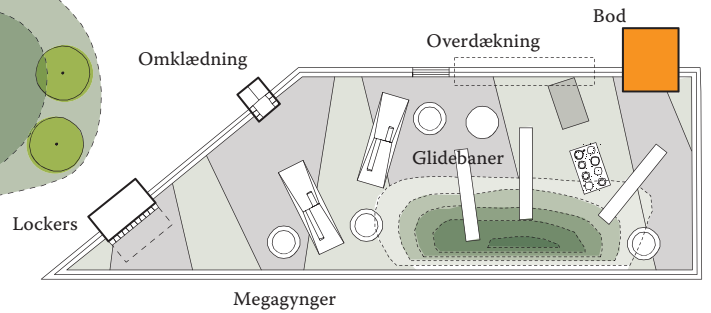 Bod
Overdækning
Omklædning
Glidebaner
Lockers
Megagynger